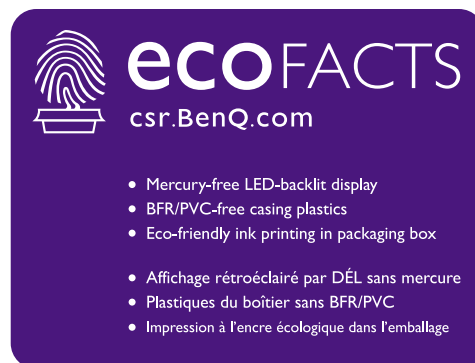 ecoFACTS
csr.BenQ.com
• Mercury-free LED-backlit display
• BFR/PVC-free casing plastics
• Eco-friendly ink printing in packaging box
• Affichage rétroéclairé par DÉL sans mercure
• Plastiques du boîtier sans BFR/PVC
• Impression à l'encre écologique dans l'emballage